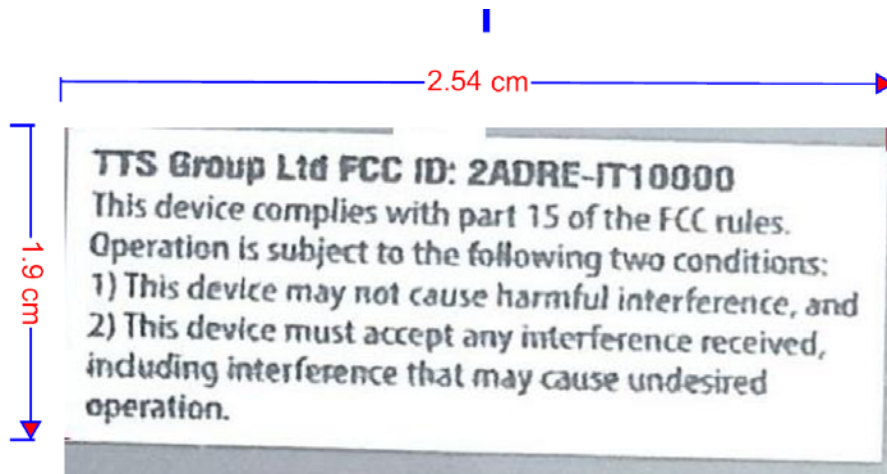 2.54 cm
1.9 cm
TTS Group Ltd FCC ID: 2ADRE-IT10000
This device complies with part 15 of the FCC rules.
Operation is subject to the following two conditions:
1) This device may not cause harmful interference, and
2) This device must accept any interference received,
including interference that may cause undesired
operation.